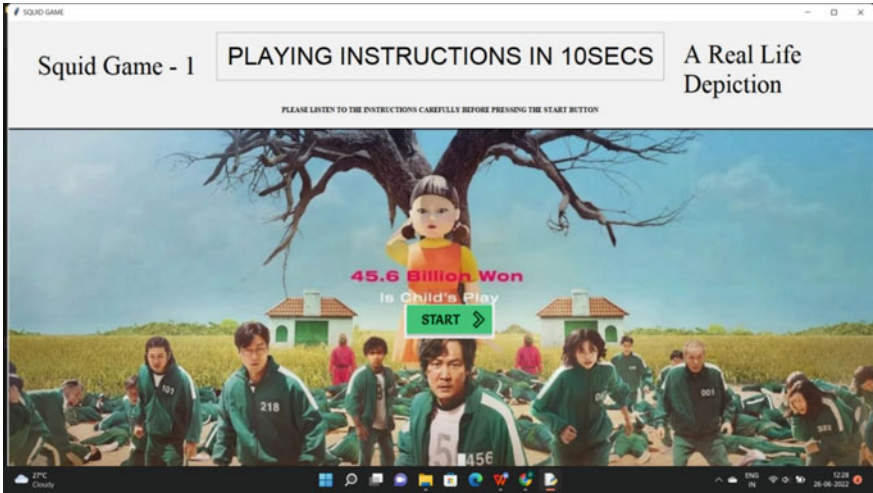 SQUID GAME
Squid Game - 1
PLAYING INSTRUCTIONS IN 10SECS
A Real Life
Depiction
PLEASE LISTEN TO THE INSTRUCTIONS CAREFULLY BEFORE PRESSING THE START BUTTON
45.6 Billion Won
Is Child's Play
START
101
218
001
456
27°C
Cloudy
ENG
IN
12:28
26-06-2022